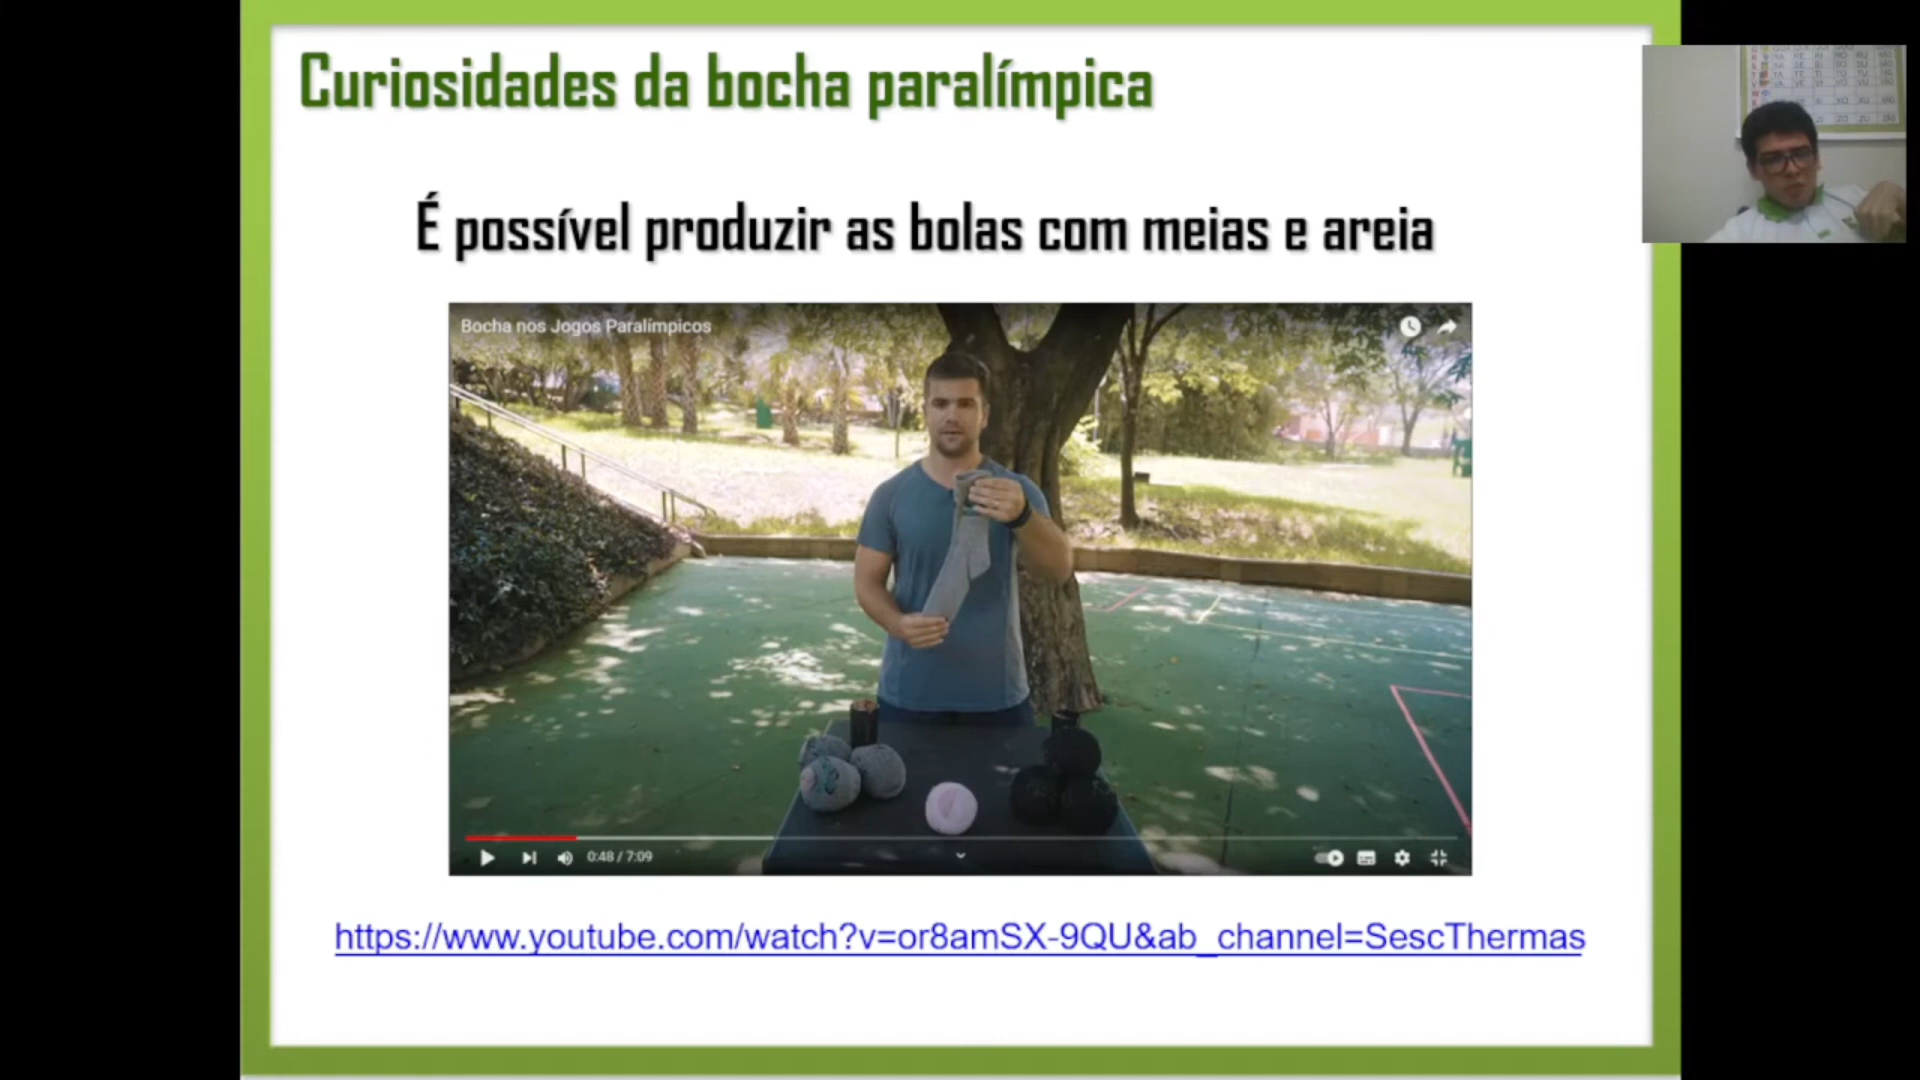 Curiosidades da bocha paralímpica
É possível produzir as bolas com meias e areia
Bocha nos Jogos Paralímpicos
0:48 / 7:09
https://www.youtube.com/watch?v=or8amSX-9QU&ab_channel=SescThermas